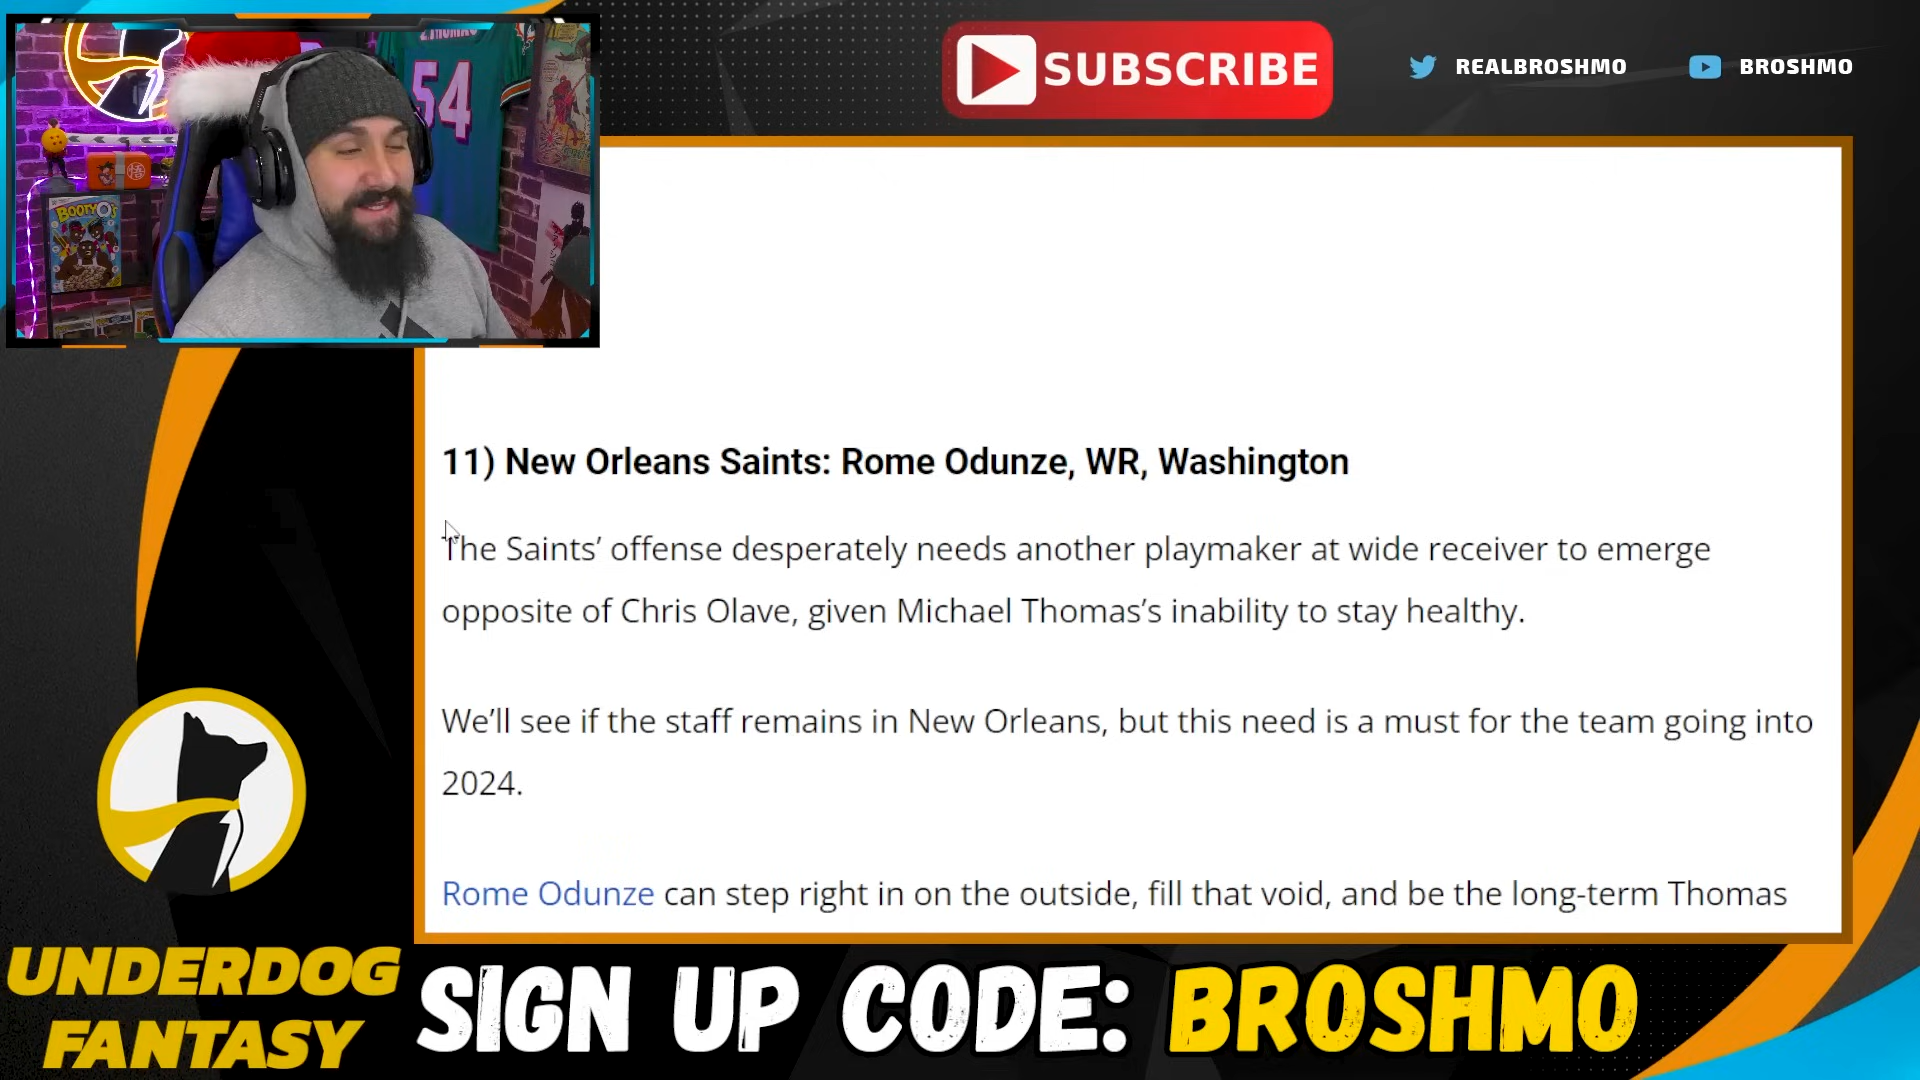 Z.THOMAS
54
BOOTY O's
SUBSCRIBE
REALBROSHMO
BROSHMO
11) New Orleans Saints: Rome Odunze, WR, Washington
The Saints’ offense desperately needs another playmaker at wide receiver to emerge
opposite of Chris Olave, given Michael Thomas’s inability to stay healthy.
We’ll see if the staff remains in New Orleans, but this need is a must for the team going into
2024.
Rome Odunze can step right in on the outside, fill that void, and be the long-term Thomas
UNDERDOG
FANTASY
SIGN UP CODE: BROSHMO